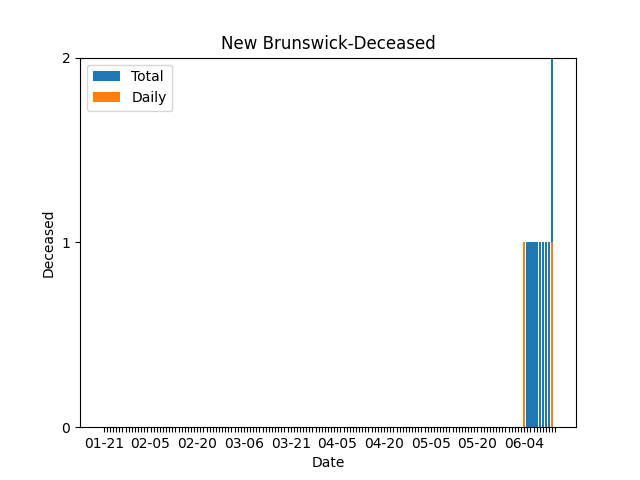 New Brunswick-Deceased
Total
Daily
2
1
0
Deceased
01-21 02-05 02-20 03-06 03-21 04-05 04-20 05-05 05-20 06-04
Date